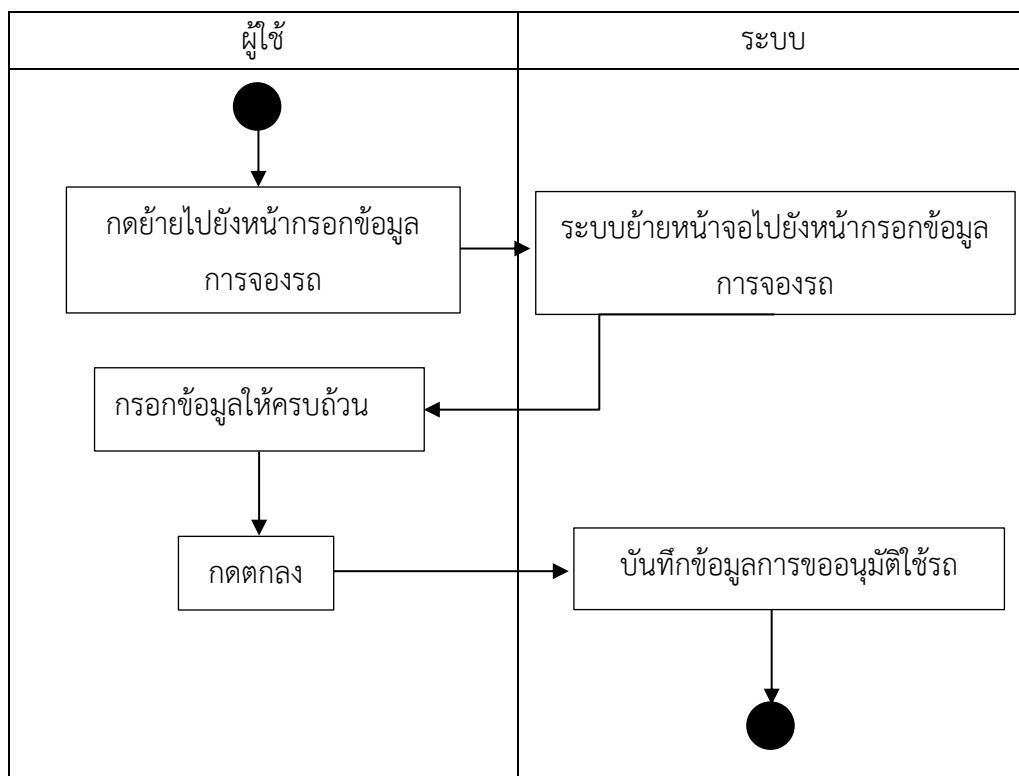 ผู้ใช้
ระบบ
กดย้ายไปยังหน้ากรอกข้อมูล
การจองรถ
ระบบย้ายหน้าจอไปยังหน้ากรอกข้อมูล
การจองรถ
กรอกข้อมูลให้ครบถ้วน
กดตกลง
บันทึกข้อมูลการขออนุมัติใช้รถ